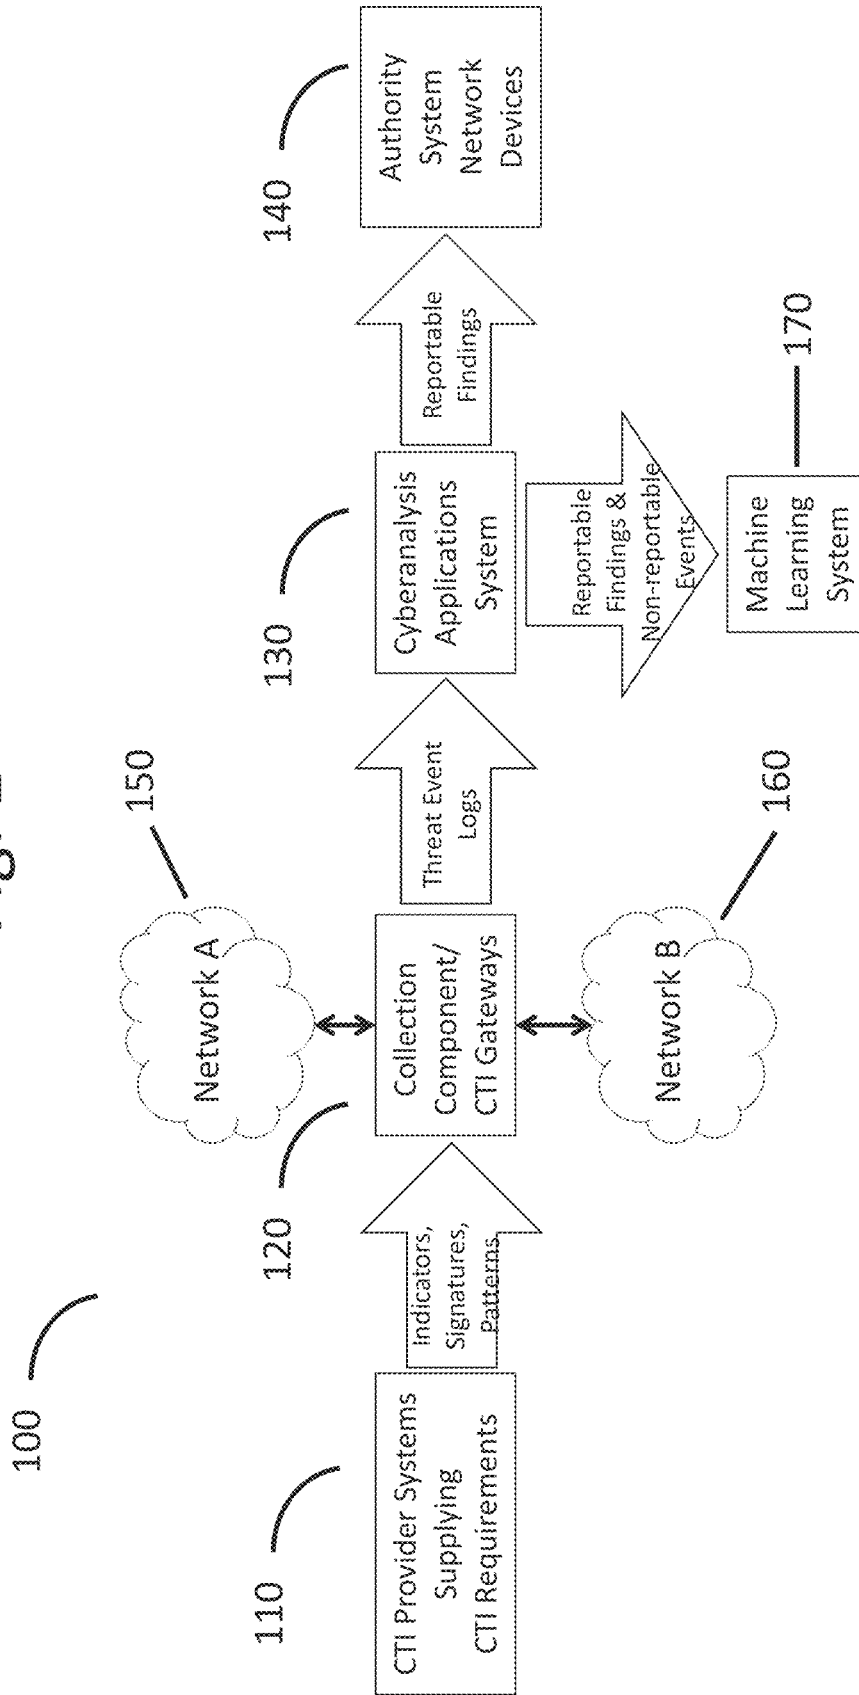 100
110
CTI Provider Systems
Supplying
CTI Requirements
Indicators,
Signatures,
Patterns
120
Collection
Component/
CTI Gateways
150
Network A
160
Network B
Threat Event
Logs
130
Cyberanalysis
Applications
System
Reportable
Findings
140
Authority
System
Network
Devices
Reportable
Findings &
Non-reportable
Events
170
Machine
Learning
System